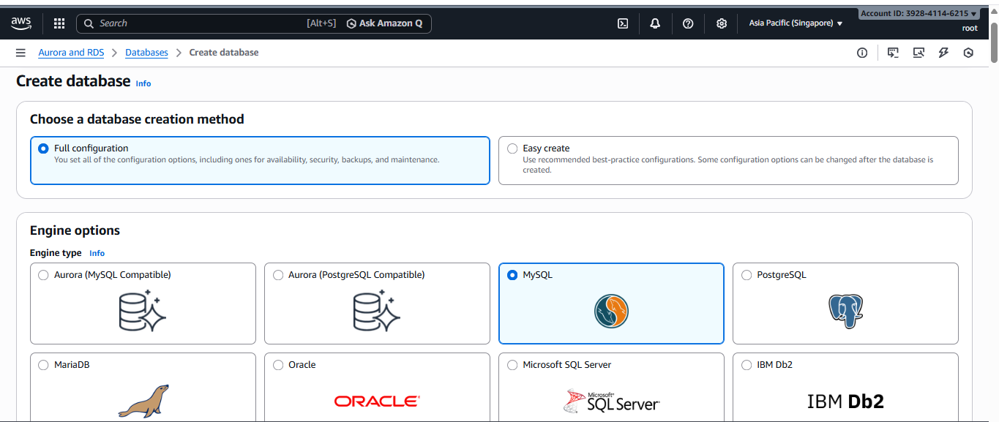 aws
Search [Alt+S] Ask Amazon Q
Account ID: 3928-4114-6215
Asia Pacific (Singapore)
root
Aurora and RDS
Databases
Create database
Create database Info
Choose a database creation method
Full configuration
You set all of the configuration options, including ones for availability, security, backups, and maintenance.
Easy create
Use recommended best-practice configurations. Some configuration options can be changed after the database is
created.
Engine options
Engine type Info
Aurora (MySQL Compatible)
Aurora (PostgreSQL Compatible)
MySQL
PostgreSQL
MariaDB
Oracle
ORACLE
Microsoft SQL Server
Microsoft
SQL Server
IBM Db2
IBM Db2